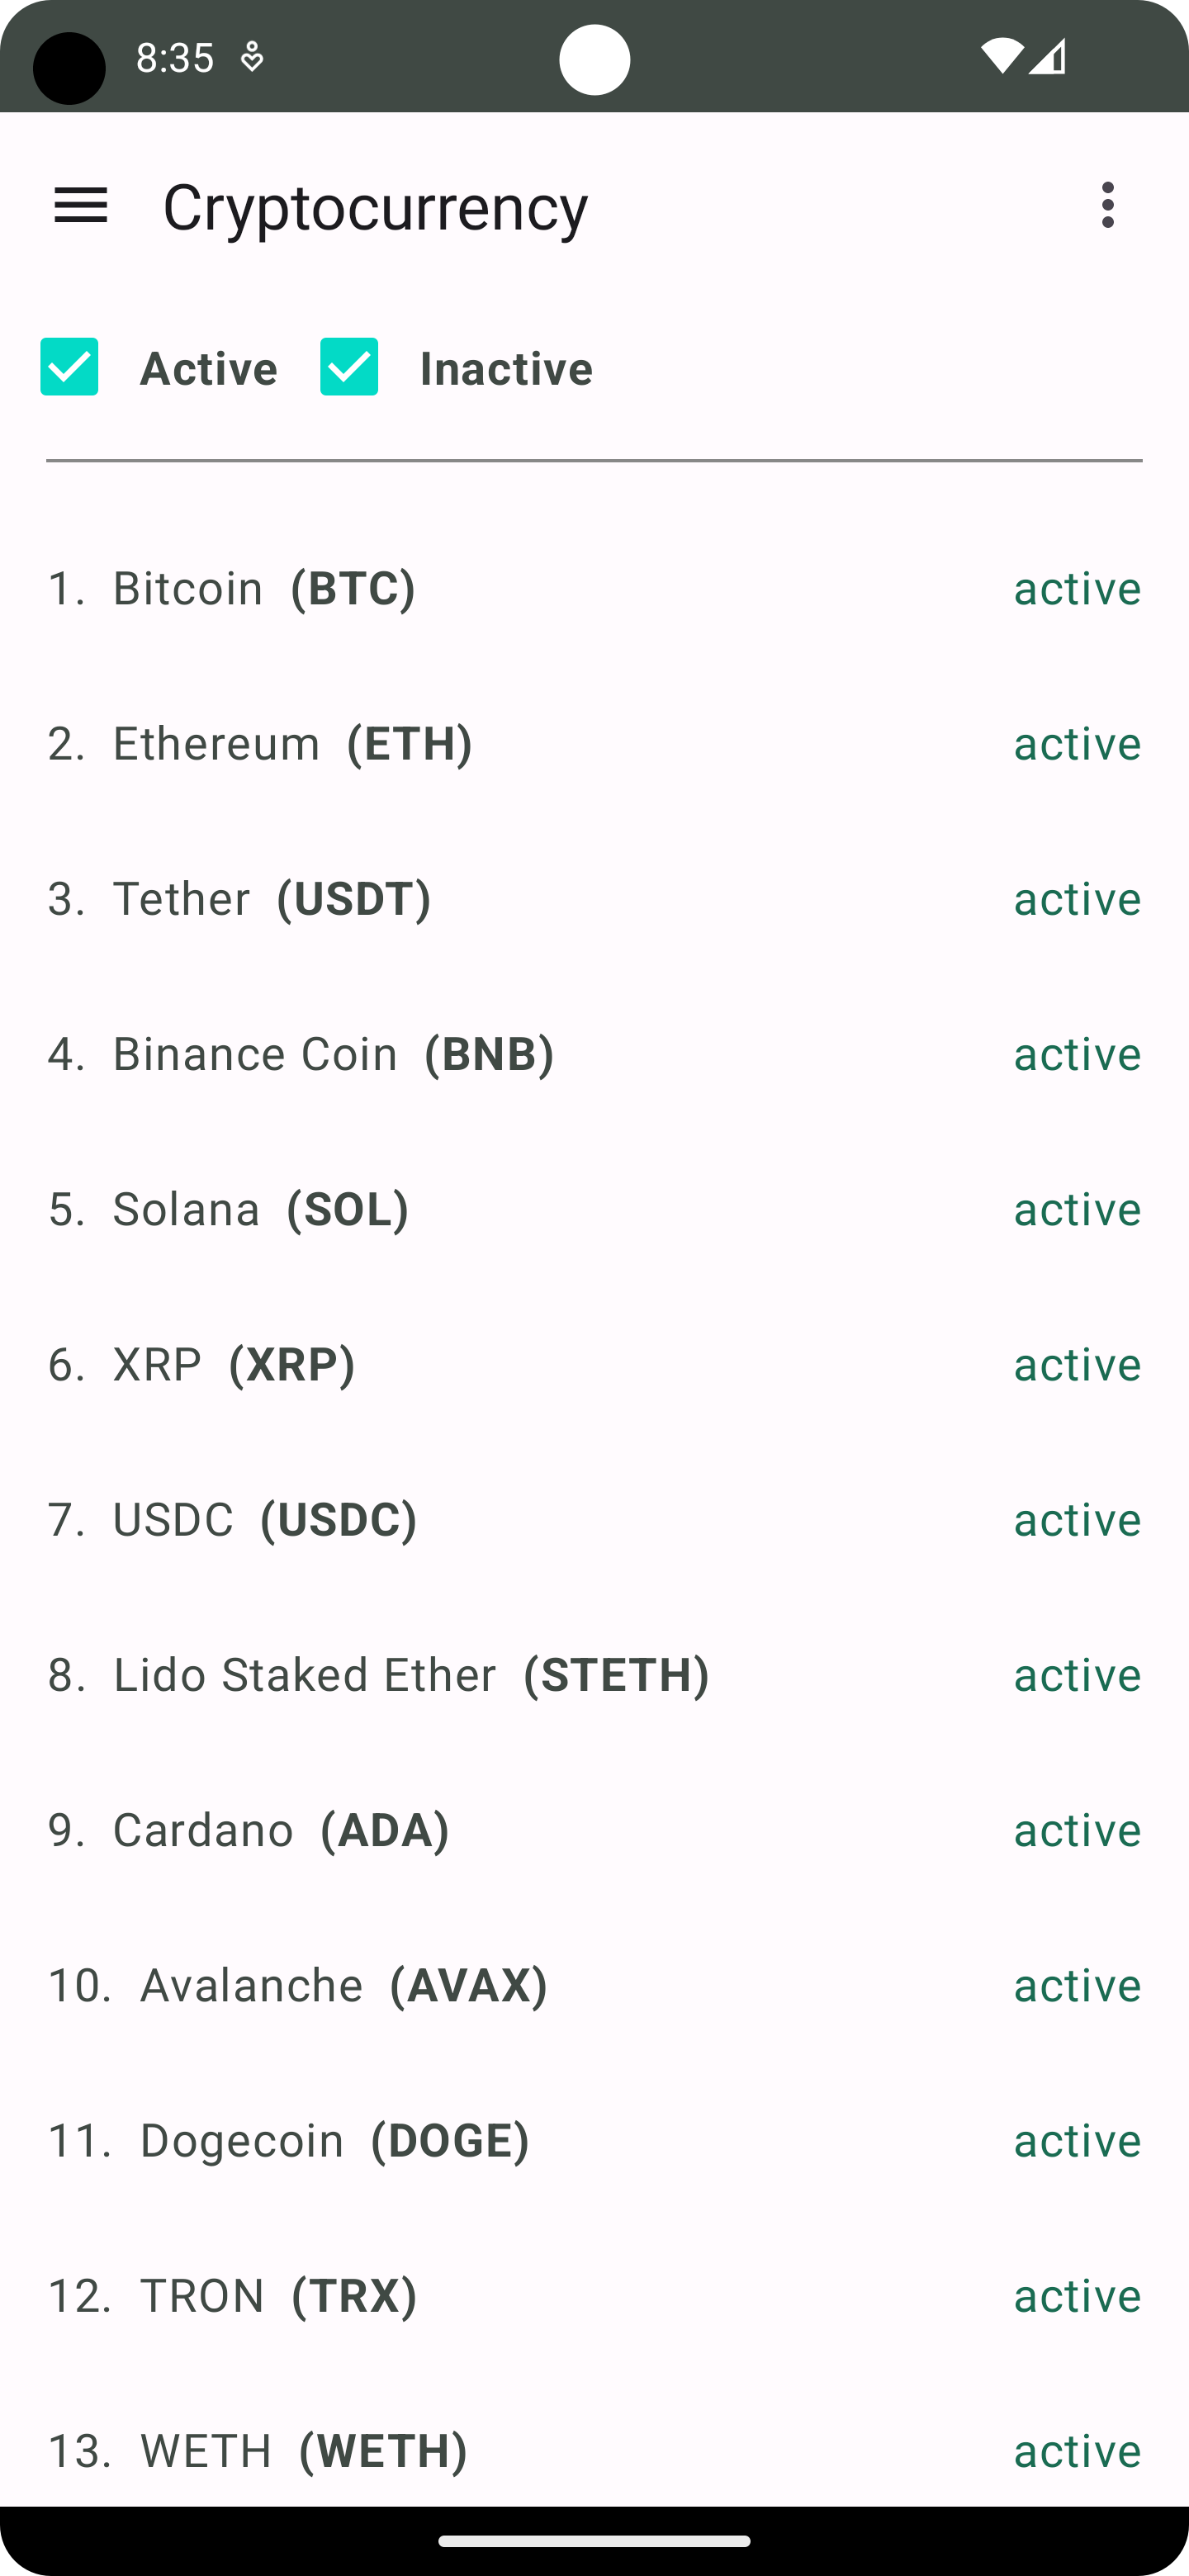 8:35
Cryptocurrency
Active Inactive
1. Bitcoin (BTC) active
2. Ethereum (ETH) active
3. Tether (USDT) active
4. Binance Coin (BNB) active
5. Solana (SOL) active
6. XRP (XRP) active
7. USDC (USDC) active
8. Lido Staked Ether (STETH) active
9. Cardano (ADA) active
10. Avalanche (AVAX) active
11. Dogecoin (DOGE) active
12. TRON (TRX) active
13. WETH (WETH) active